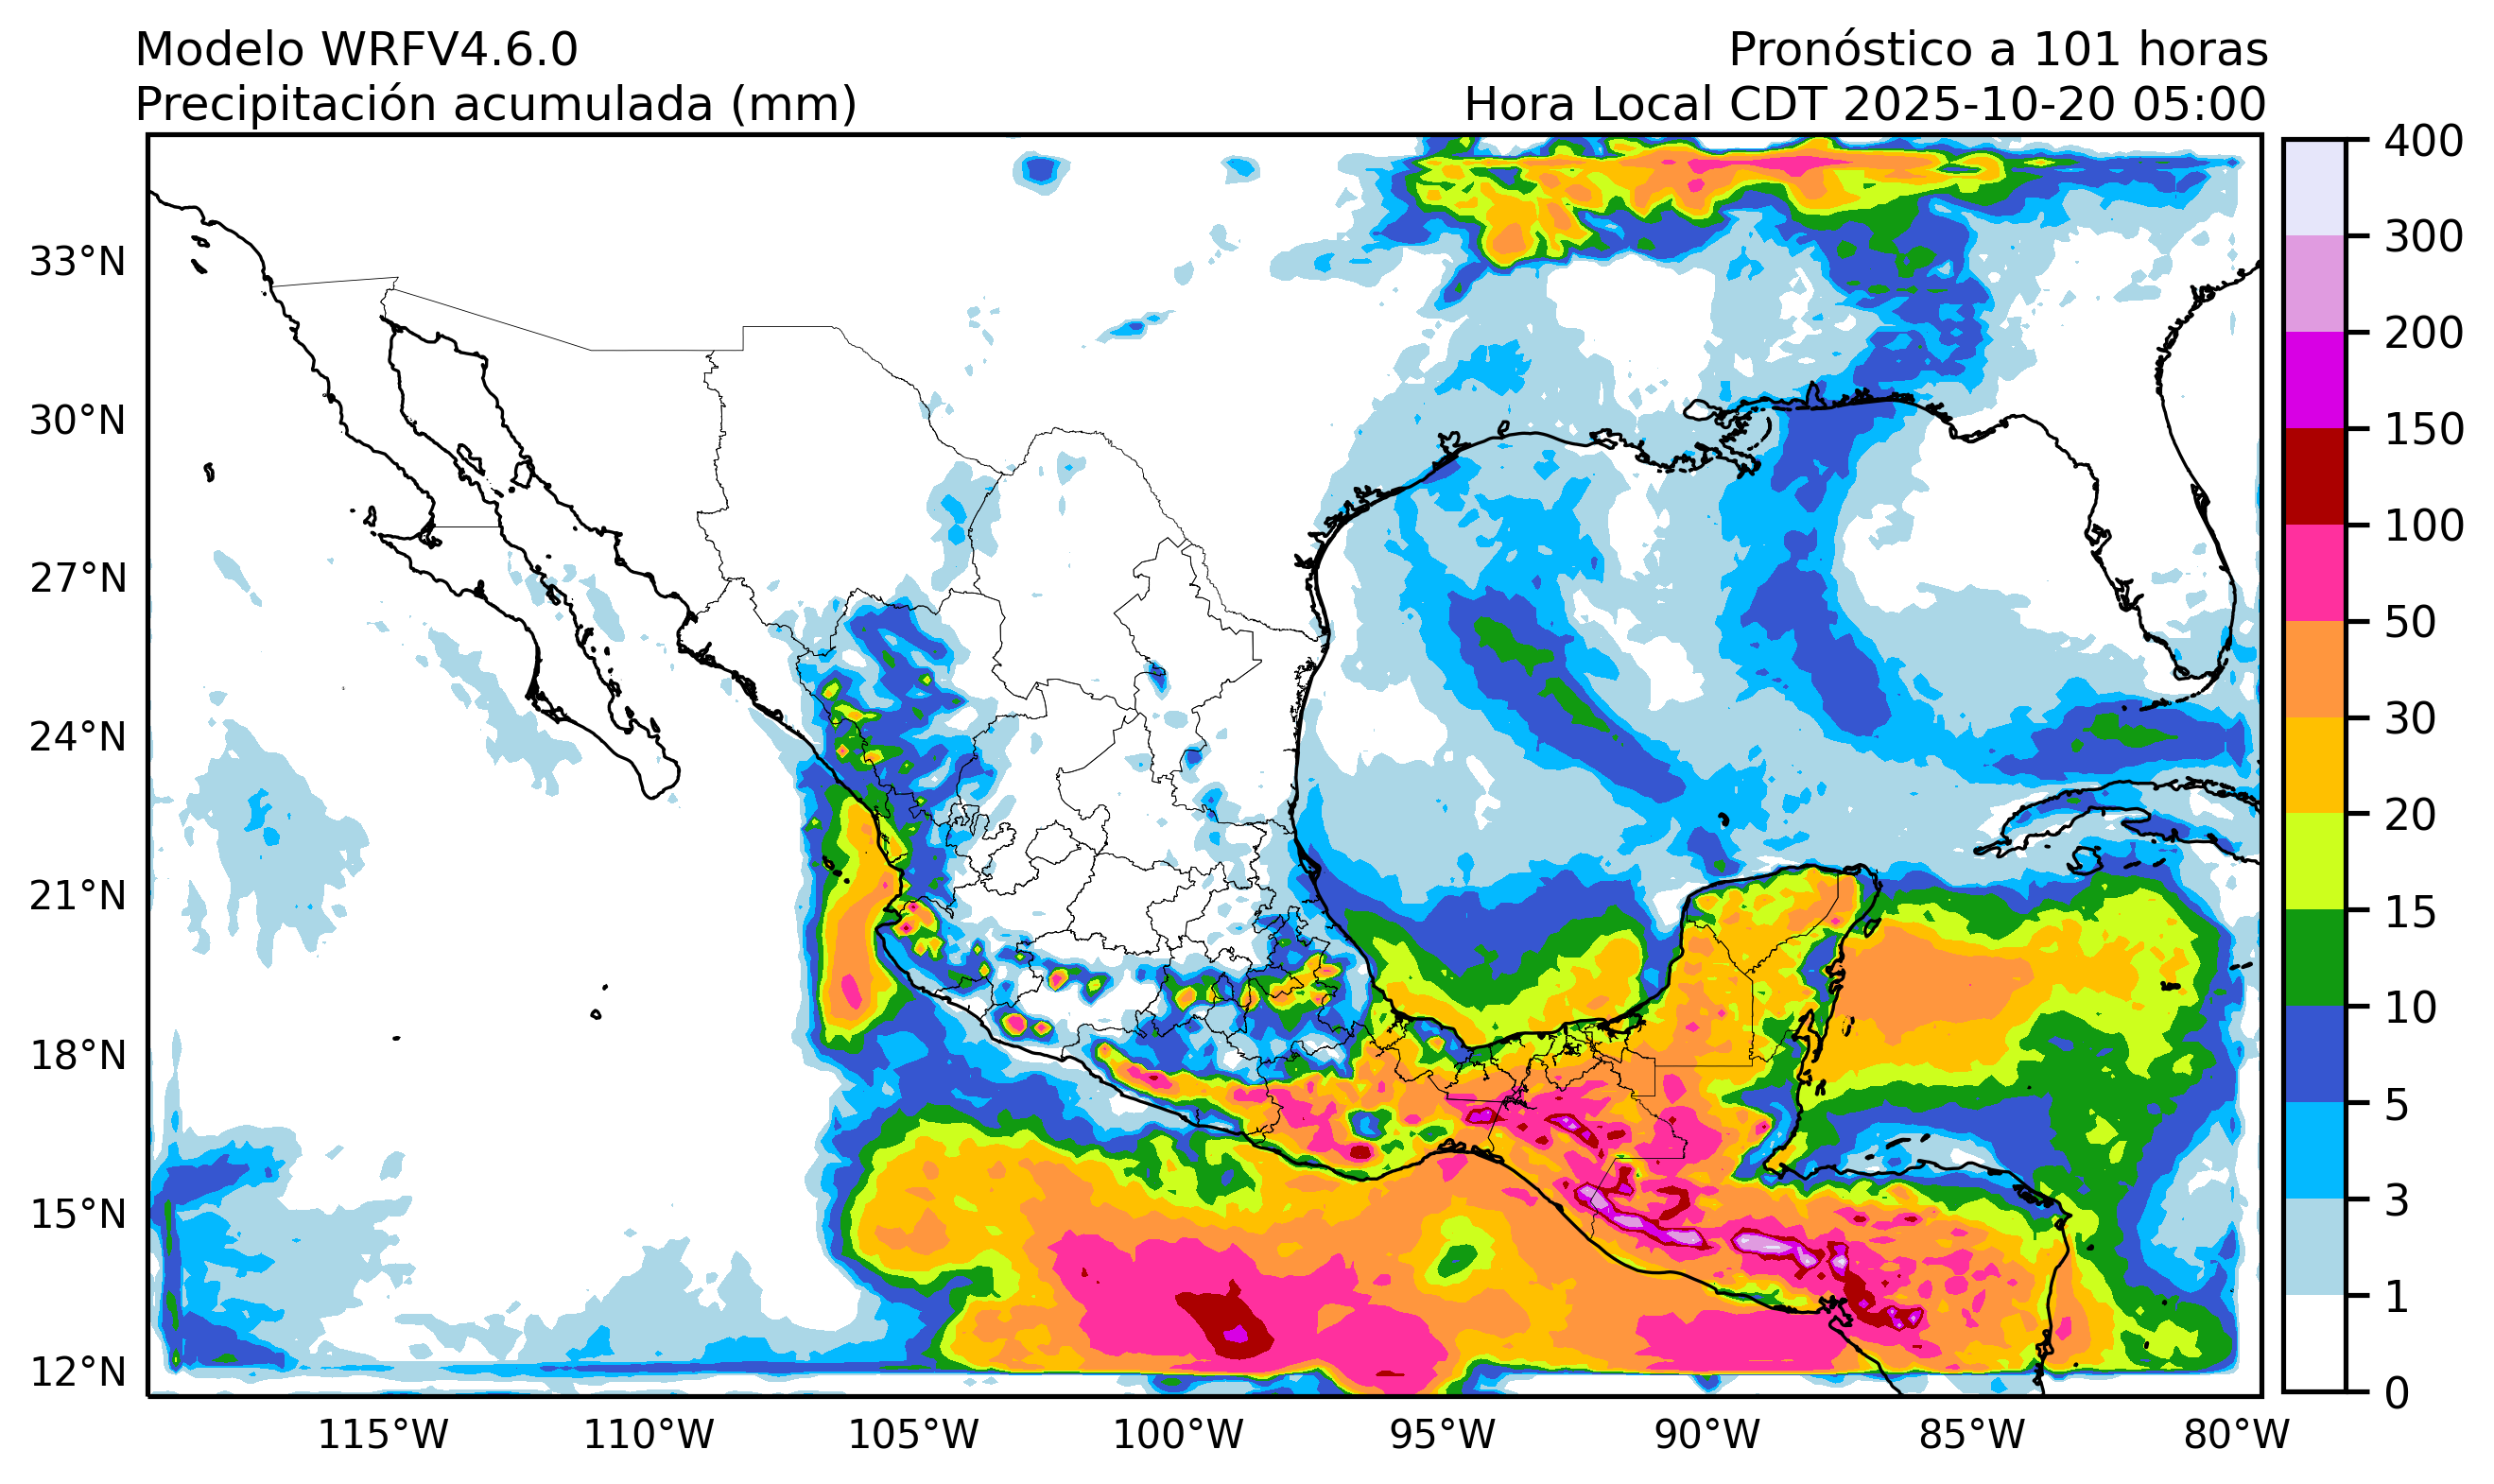 Modelo WRFV4.6.0
Pronóstico a 101 horas
Precipitación acumulada (mm)
Hora Local CDT 2025-10-20 05:00
33°N
30°N
27°N
24°N
21°N
18°N
15°N
12°N
115°W
110°W
105°W
100°W
95°W
90°W
85°W
80°W
400
300
200
150
100
50
30
20
15
10
5
3
1
0